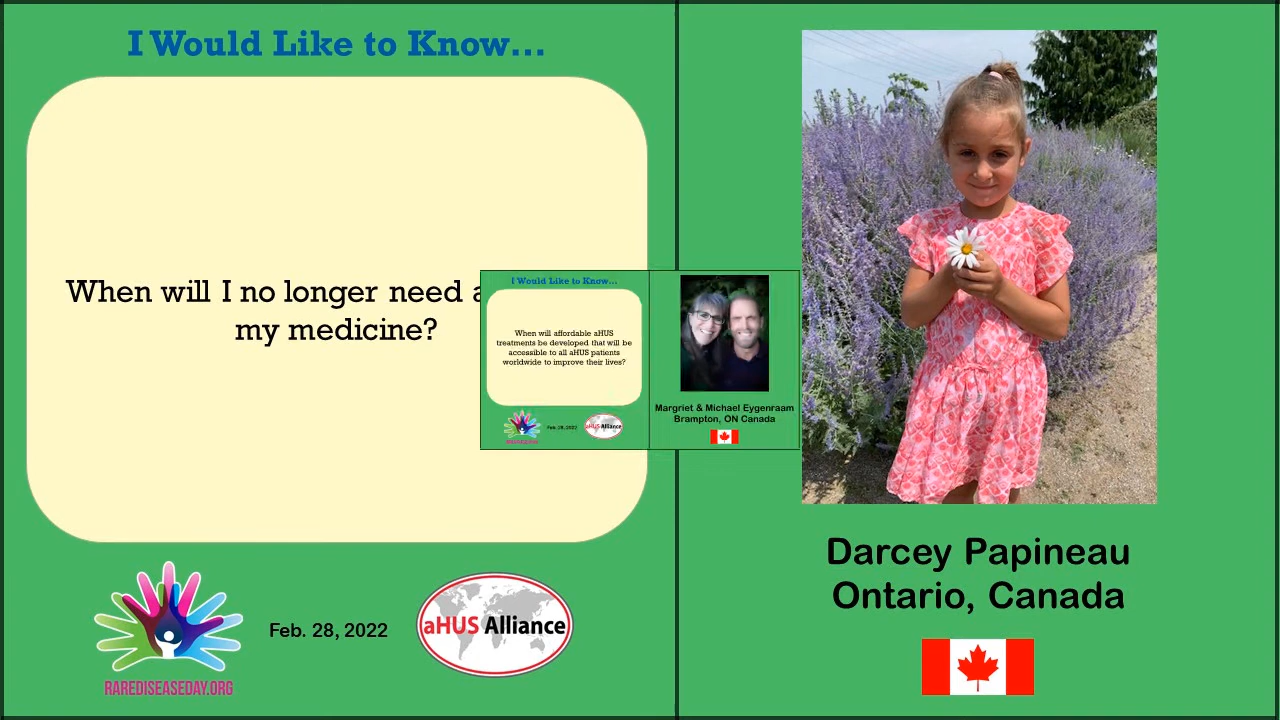 I Would Like to Know...
When will I no longer need
my medicine?
RAREDISEASEDAY.ORG
Feb. 28, 2022
aHUS Alliance
Darcey Papineau
Ontario, Canada
I Would Like to Know...
When will affordable aHUS
treatments be developed that will be
accessible to all aHUS patients
worldwide to improve their lives?
Feb. 28, 2022
aHUS Alliance
Margriet & Michael Eygenraam
Brampton, ON Canada